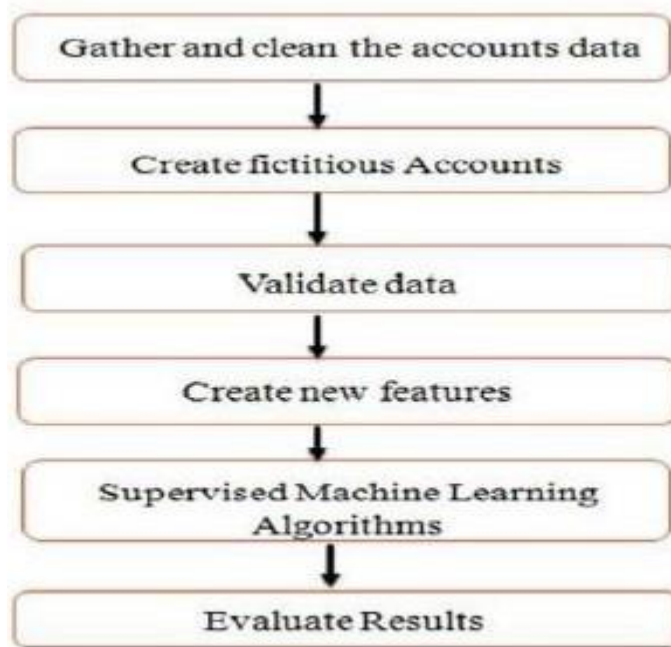 Gather and clean the accounts data
Create fictitious Accounts
Validate data
Create new features
Supervised Machine Learning
Algorithms
Evaluate Results